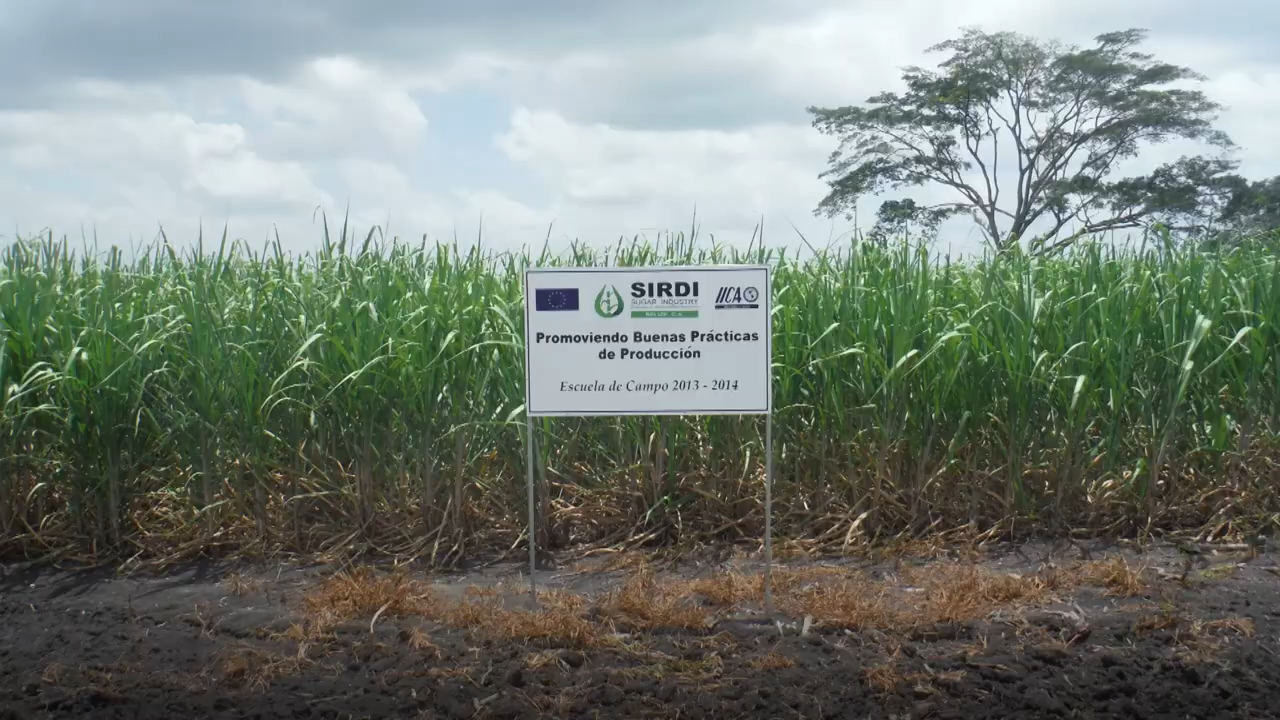 SIRDI
SUGAR INDUSTRY
IICA
Promoviendo Buenas Prácticas
de Producción
Escuela de Campo 2013 - 2014